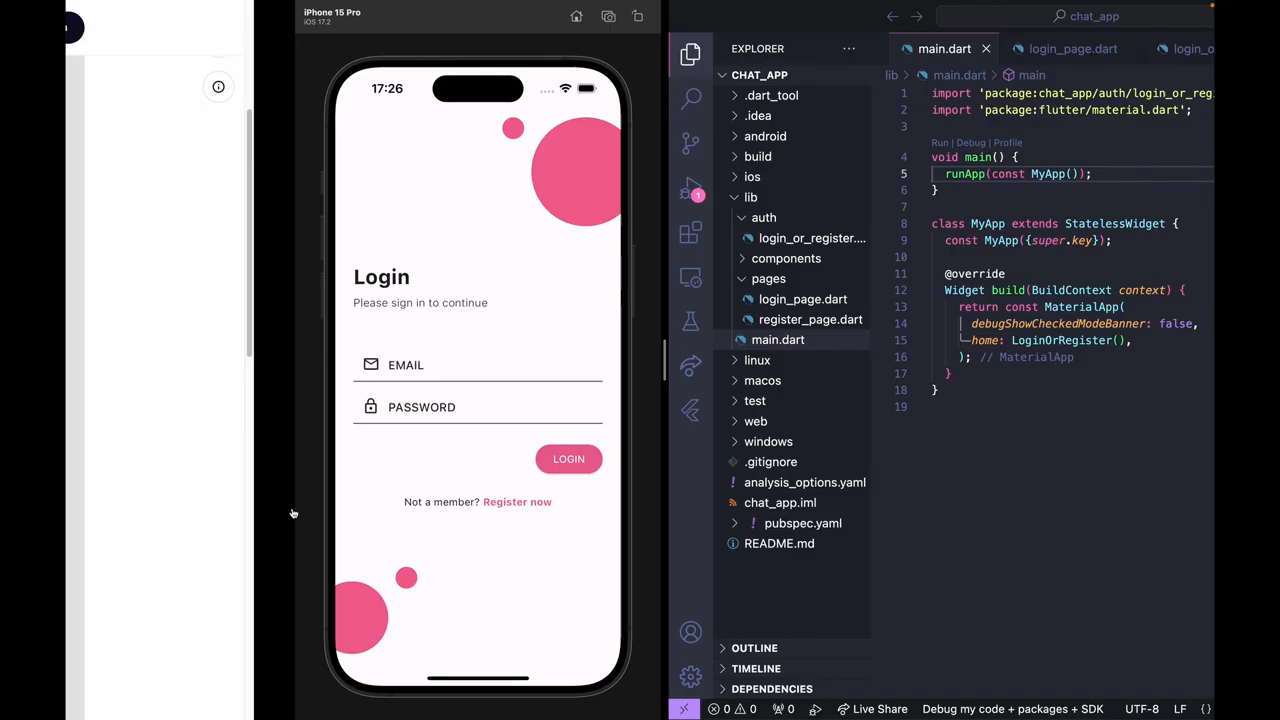 iPhone 15 Pro
iOS 17.2
17:26
Login
Please sign in to continue
EMAIL
PASSWORD
LOGIN
Not a member? Register now
chat_app
EXPLORER
CHAT_APP
.dart_tool
.idea
android
build
ios
lib
auth
login_or_register....
components
pages
login_page.dart
register_page.dart
main.dart
linux
macos
test
web
windows
.gitignore
analysis_options.yaml
chat_app.iml
pubspec.yaml
README.md
OUTLINE
TIMELINE
DEPENDENCIES
1
main.dart
login_page.dart
login_o
lib > main.dart > main
1 import 'package:chat_app/auth/login_or_reg
2 import 'package:flutter/material.dart';
3
Run | Debug | Profile
4 void main() {
5 runApp(const MyApp());
6 }
7
8 class MyApp extends StatelessWidget {
9 const MyApp({super.key});
10
11 @override
12 Widget build(BuildContext context) {
13 return const MaterialApp(
14 debugShowCheckedModeBanner: false,
15 home: LoginOrRegister(),
16 ); // MaterialApp
17 }
18 }
19
0 0 0 Live Share Debug my code + packages + SDK UTF-8 LF {}